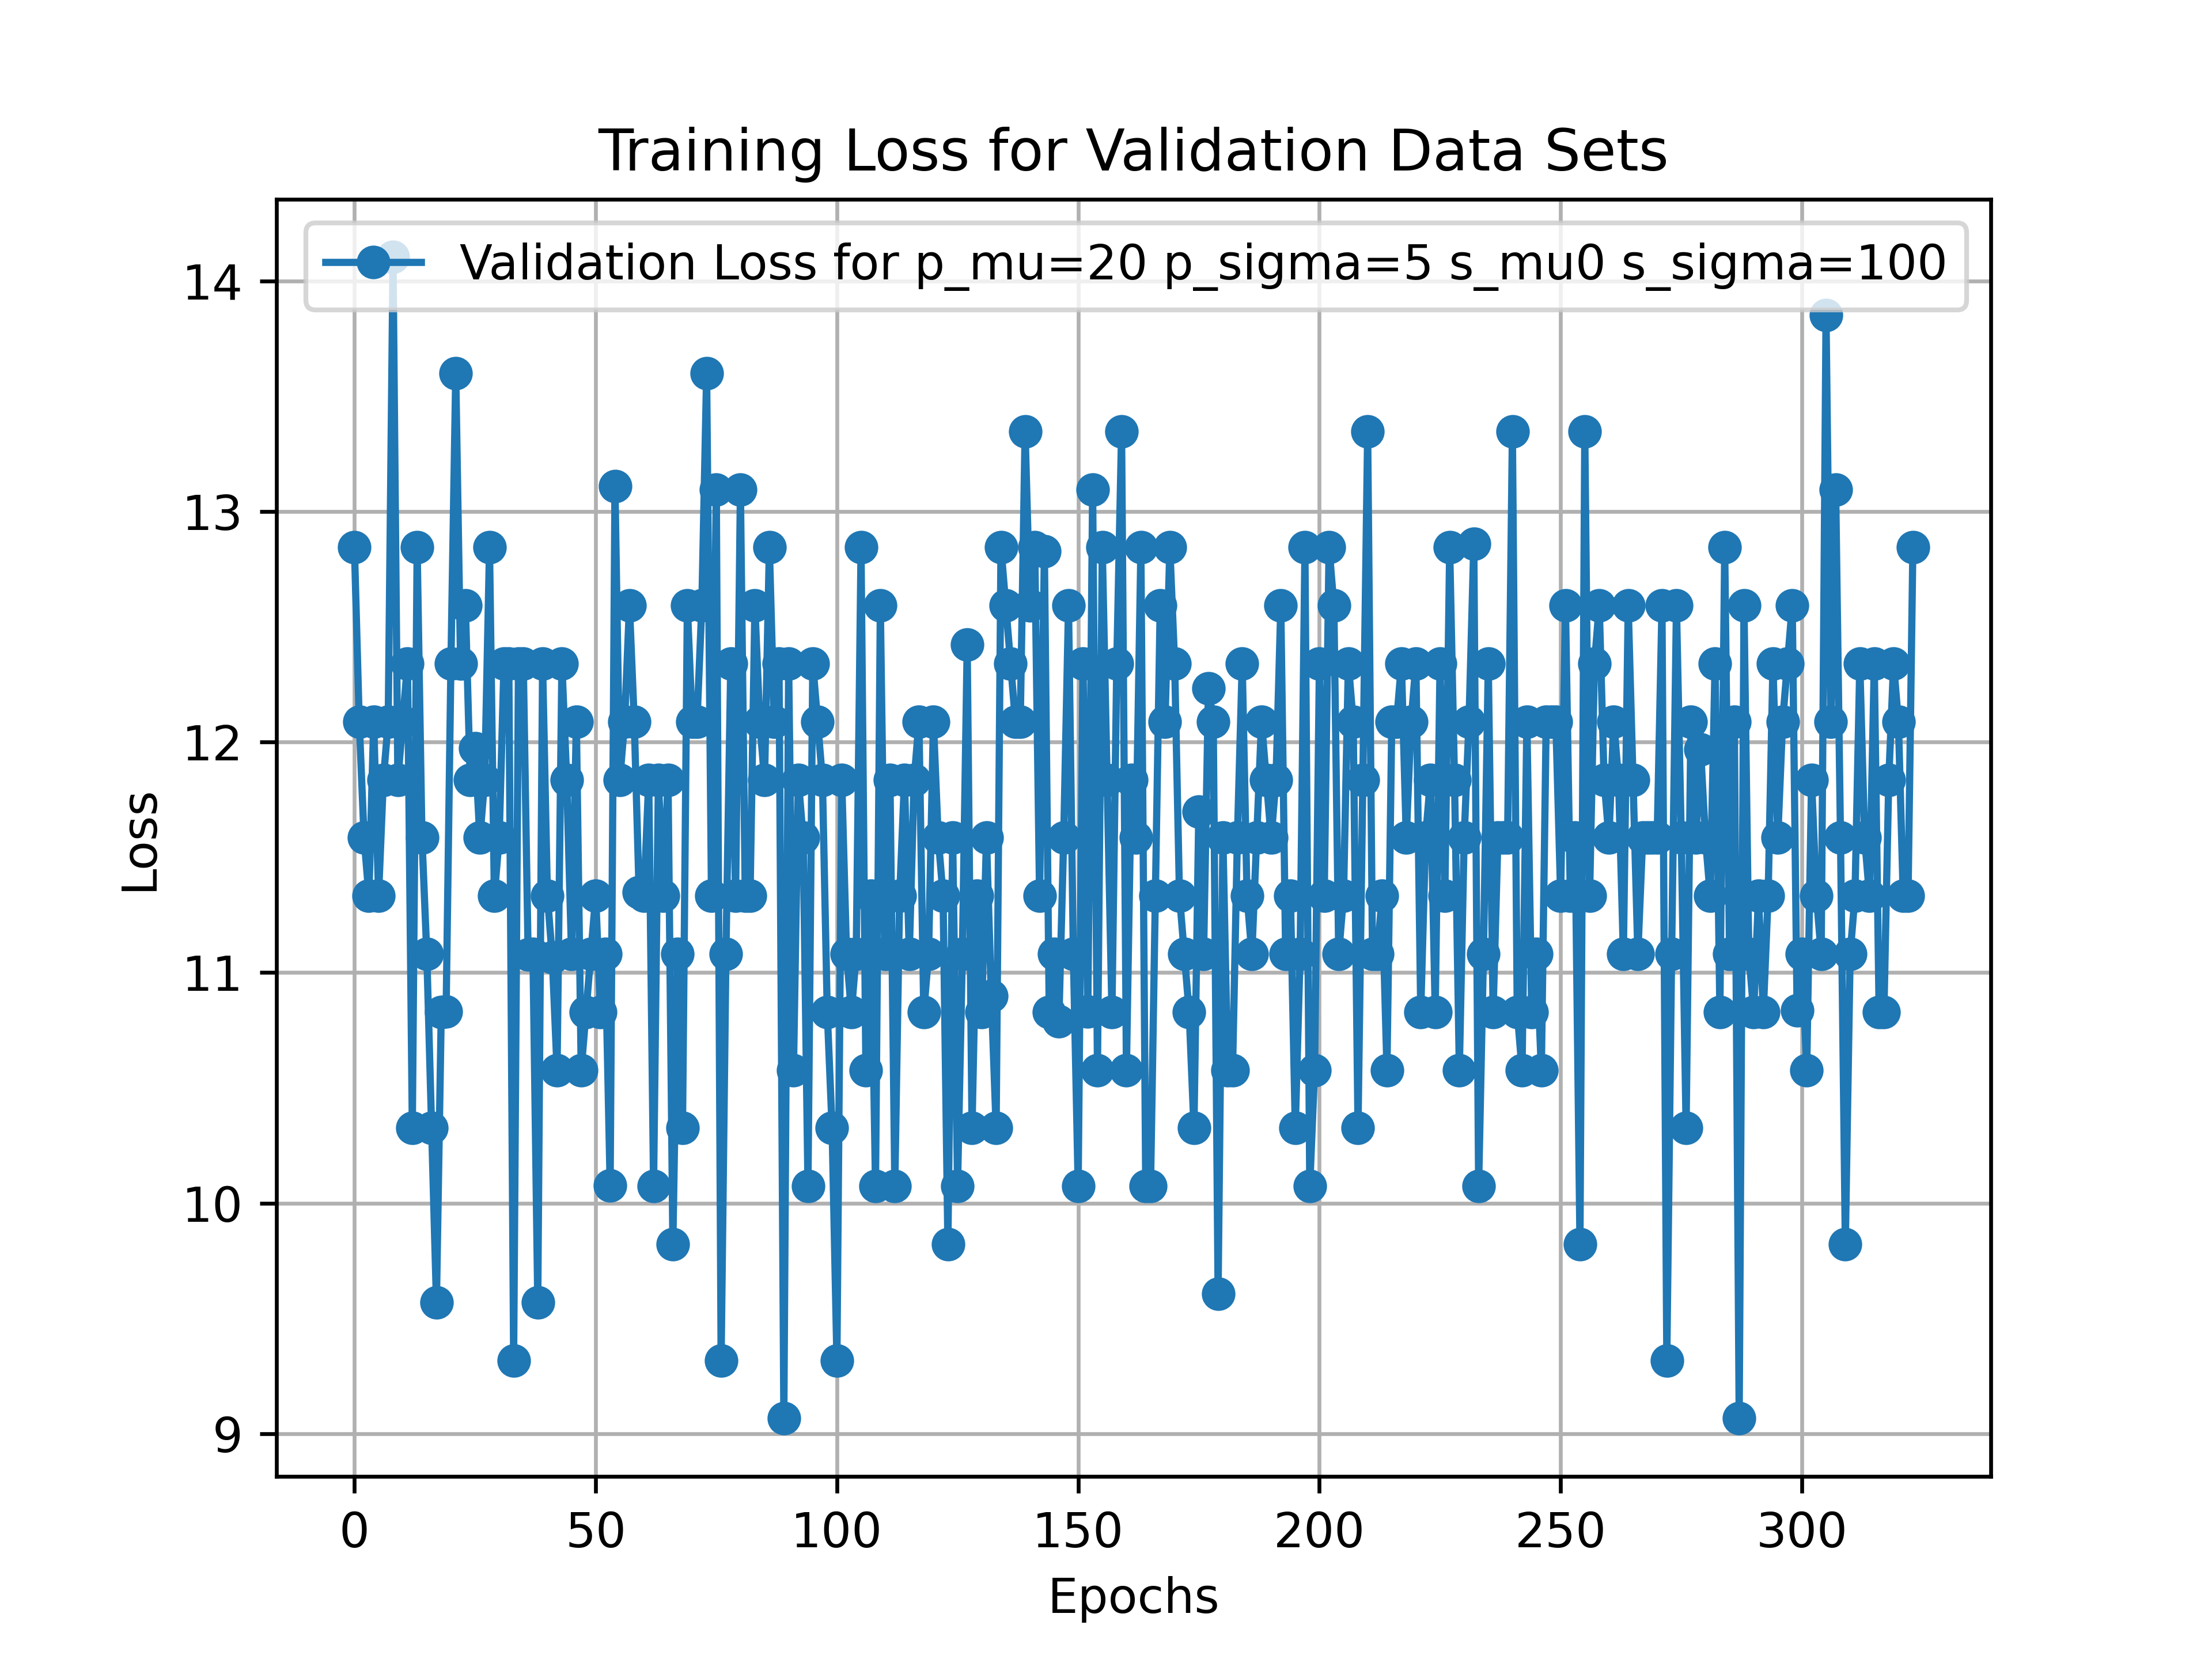 Training Loss for Validation Data Sets
Validation Loss for p_mu=20 p_sigma=5 s_mu0 s_sigma=100
14
13
12
11
10
9
Loss
0 50 100 150 200 250 300
Epochs